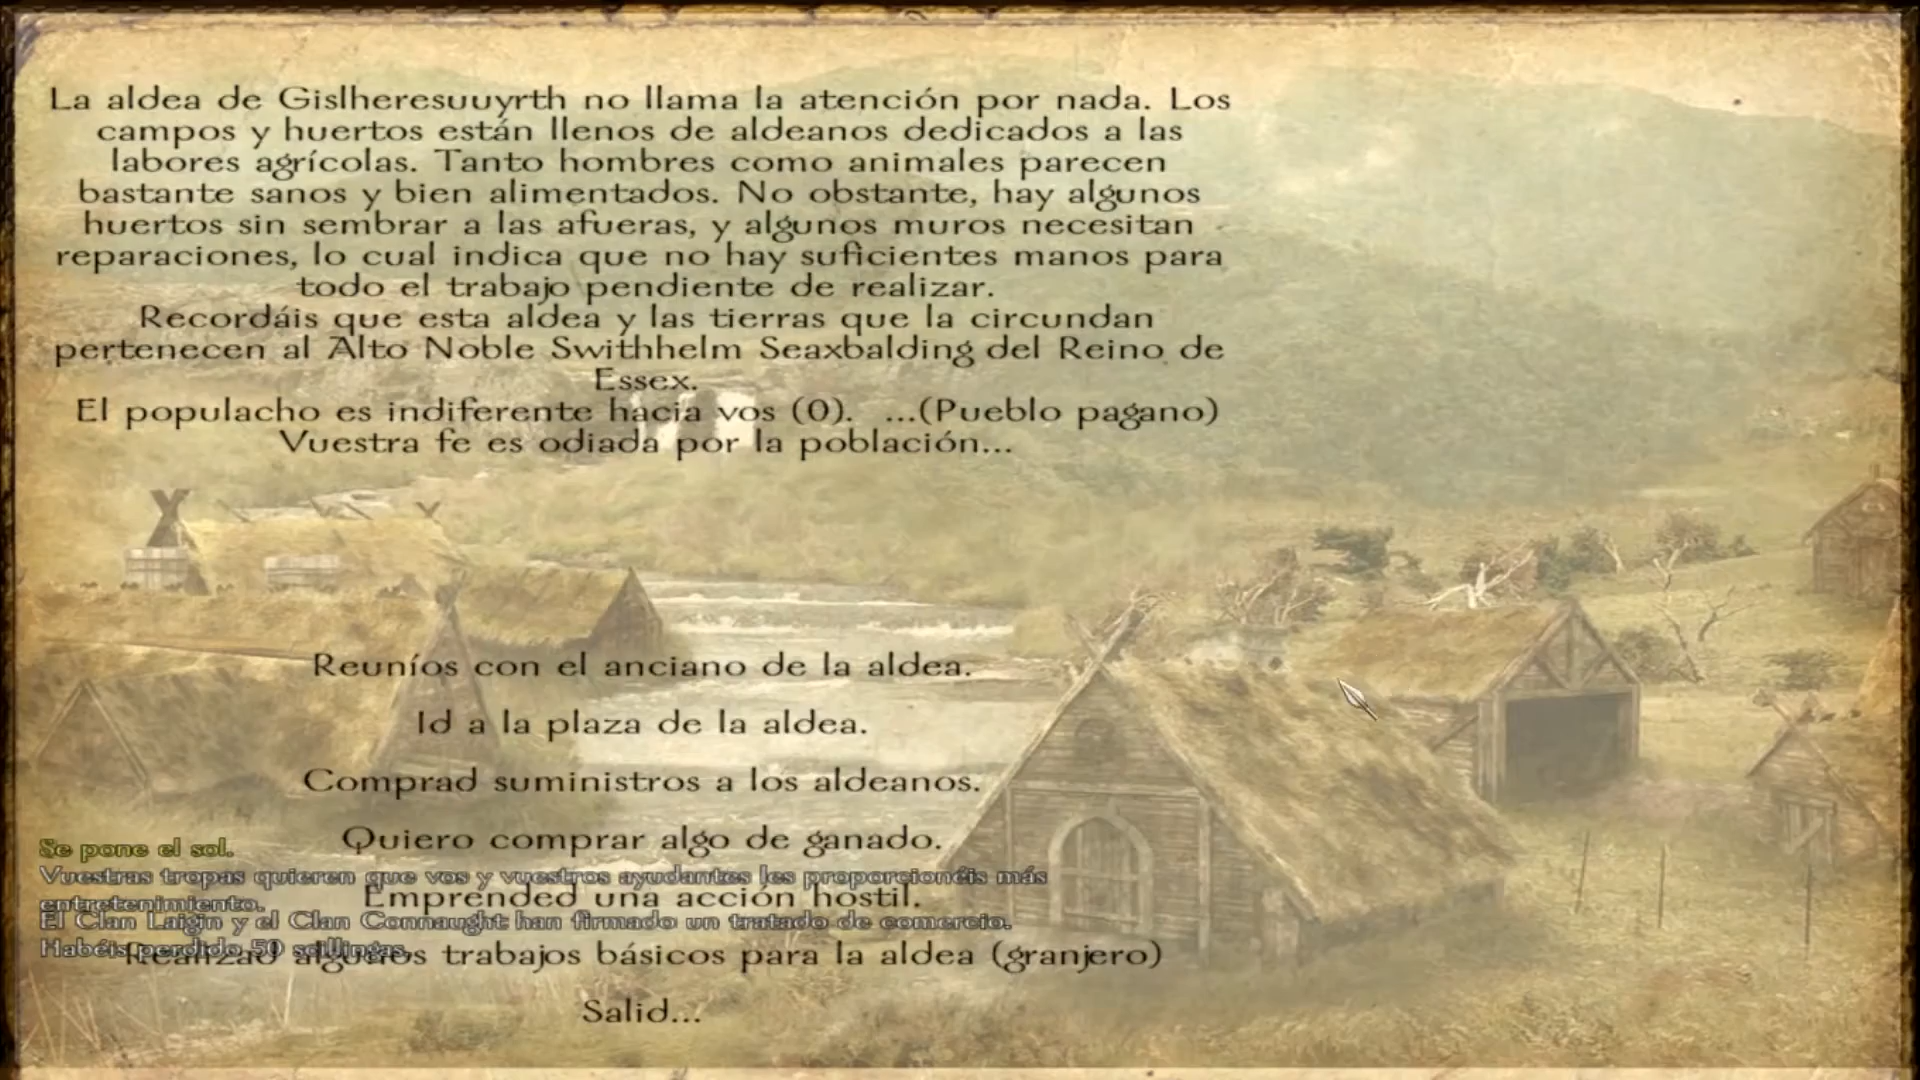 La aldea de Gislheresuuyrth no llama la atención por nada. Los
campos y huertos están llenos de aldeanos dedicados a las
labores agrícolas. Tanto hombres como animales parecen
bastante sanos y bien alimentados. No obstante, hay algunos
huertos sin sembrar a las afueras, y algunos muros necesitan
reparaciones, lo cual indica que no hay suficientes manos para
todo el trabajo pendiente de realizar.
Recordáis que esta aldea y las tierras que la circundan
pertenecen al Alto Noble Swithhelm Seaxbalding del Reino de
Essex.
El populacho es indiferente hacia vos (0).  ...(Pueblo pagano)
Vuestra fe es odiada por la población...
Reuníos con el anciano de la aldea.
Id a la plaza de la aldea.
Comprad suministros a los aldeanos.
Quiero comprar algo de ganado.
Se pone el sol.
Vuestras tropas quieren que vos y vuestros ayudantes les proporcionéis más
entretenimiento.
Emprended una acción hostil.
El Clan Laigin y el Clan Connaught han firmado un tratado de comercio.
Habéis perdido 50 scillingas.
Realizad algunos trabajos básicos para la aldea (granjero)
Salid...